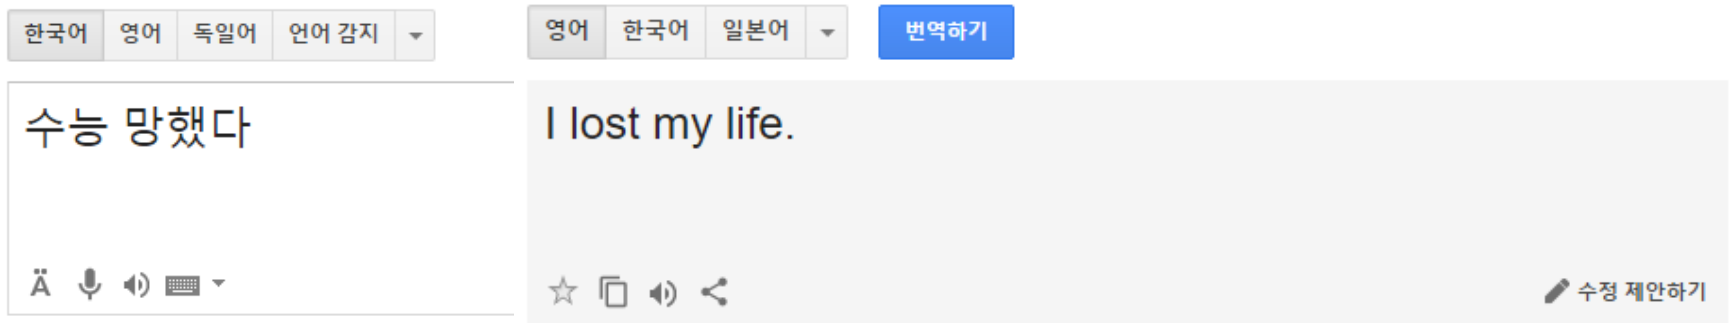 한국어 영어 독일어 언어 감지
영어 한국어 일본어 번역하기
수능 망했다
I lost my life.
Ä
수정 제안하기